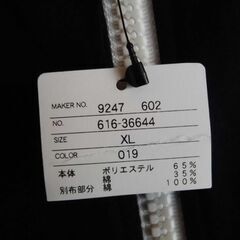 MAKER NO. 9247 602
NO. 616-36644
SIZE XL
COLOR 019
本体 ポリエステル 65%
綿 35%
別布部分 綿 100%